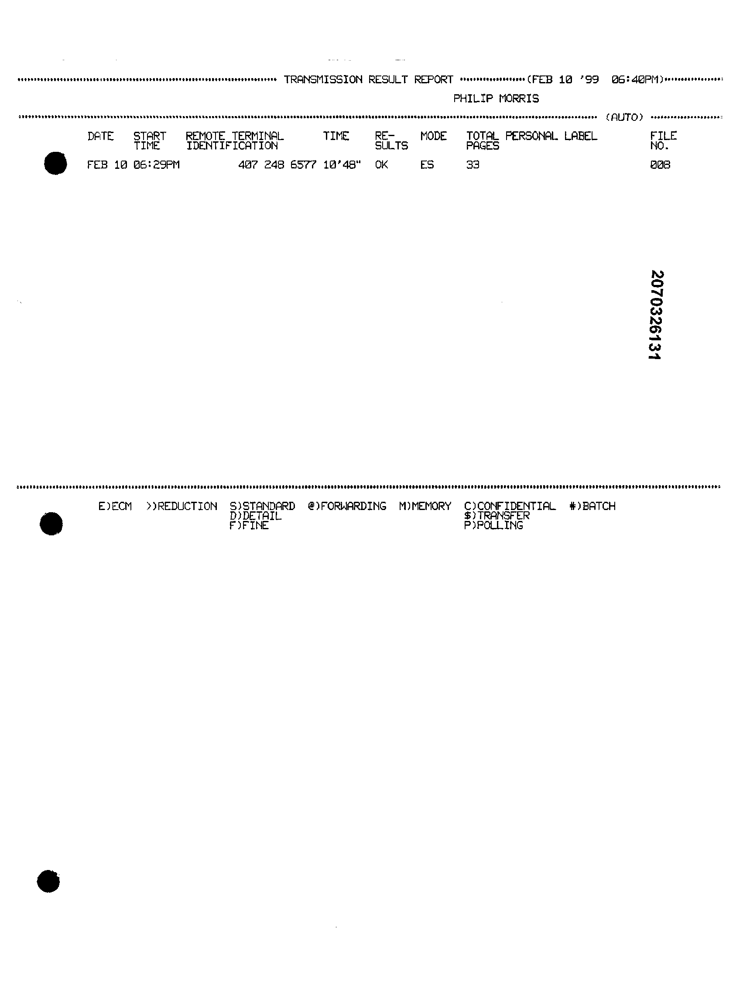 TRANSMISSION RESULT REPORT (FEB 10 '99 06:40PM)
PHILIP MORRIS
(AUTO)
DATE START TIME REMOTE TERMINAL IDENTIFICATION TIME RE-SULTS MODE TOTAL PAGES PERSONAL LABEL FILE NO.
FEB 10 06:29PM 407 248 6577 10'48" OK ES 33 008
2070326131
E)ECM >)REDUCTION S)STANDARD @)FORWARDING M)MEMORY C)CONFIDENTIAL #)BATCH
D)DETAIL $)TRANSFER
F)FINE P)POLLING